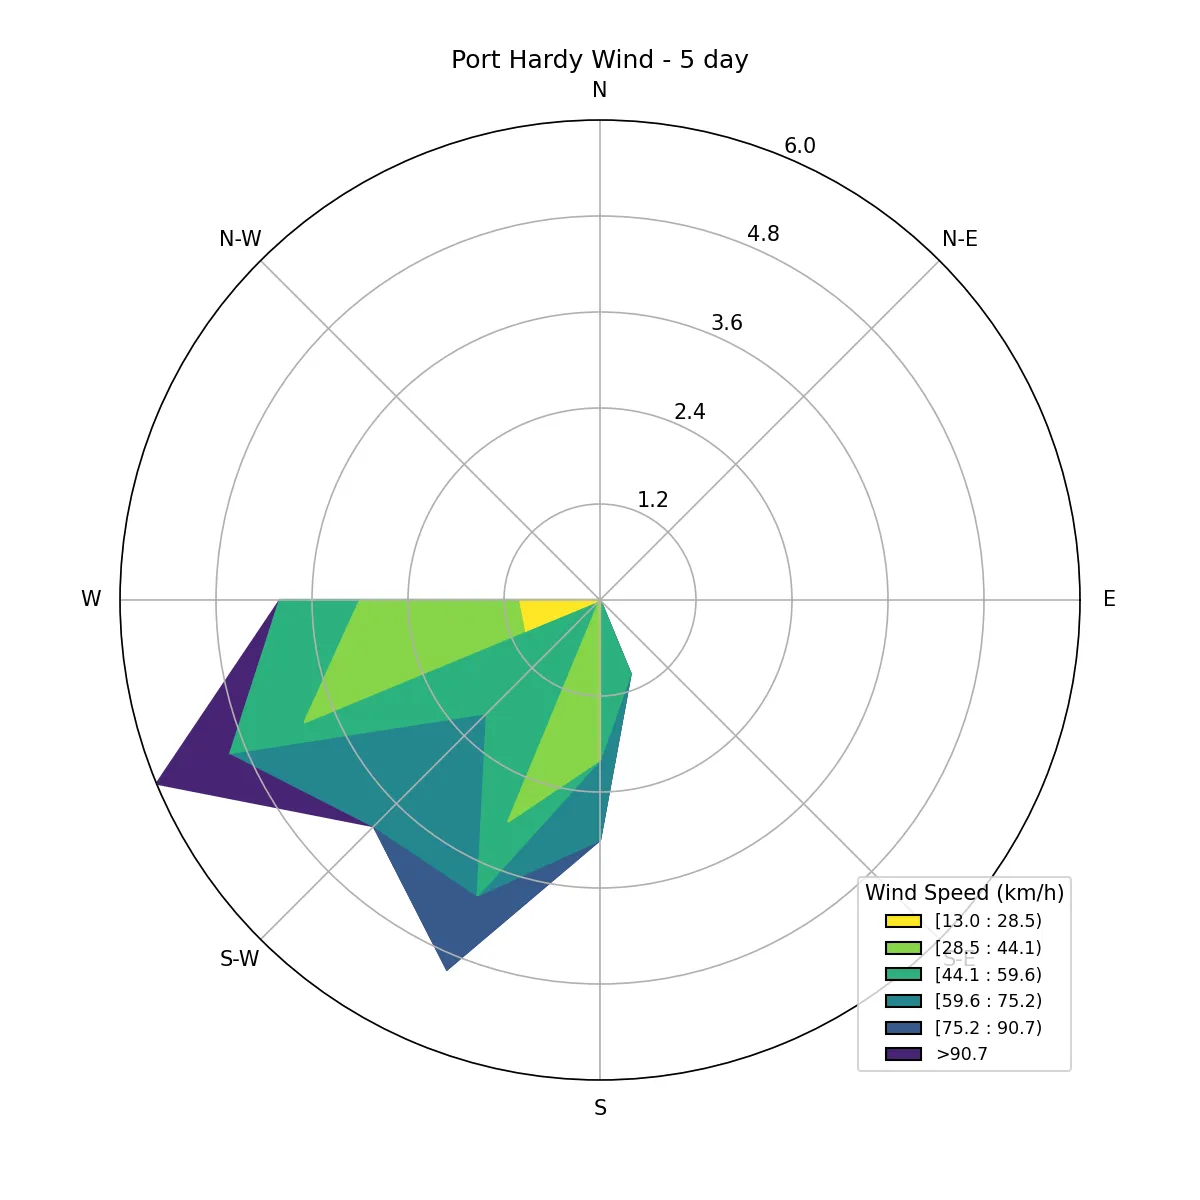 Port Hardy Wind - 5 day
N
6.0
N-W
4.8
N-E
3.6
2.4
1.2
W
E
S-W
S-E
S
Wind Speed (km/h)
[13.0 : 28.5)
[28.5 : 44.1)
[44.1 : 59.6)
[59.6 : 75.2)
[75.2 : 90.7)
>90.7